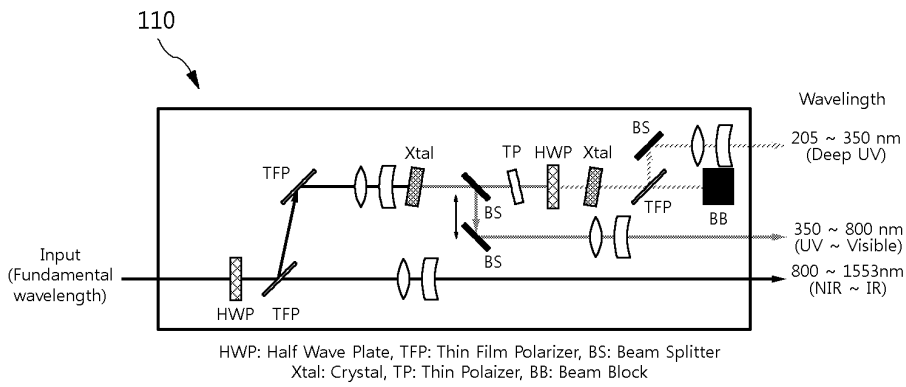 110
Wavelingth
BS
205 ~ 350 nm
(Deep UV)
Xtal
TP
HWP
Xtal
TFP
BS
TFP
BB
350 ~ 800 nm
(UV ~ Visible)
BS
Input
(Fundamental
wavelength)
800 ~ 1553nm
(NIR ~ IR)
HWP
TFP
HWP: Half Wave Plate, TFP: Thin Film Polarizer, BS: Beam Splitter
Xtal: Crystal, TP: Thin Polaizer, BB: Beam Block